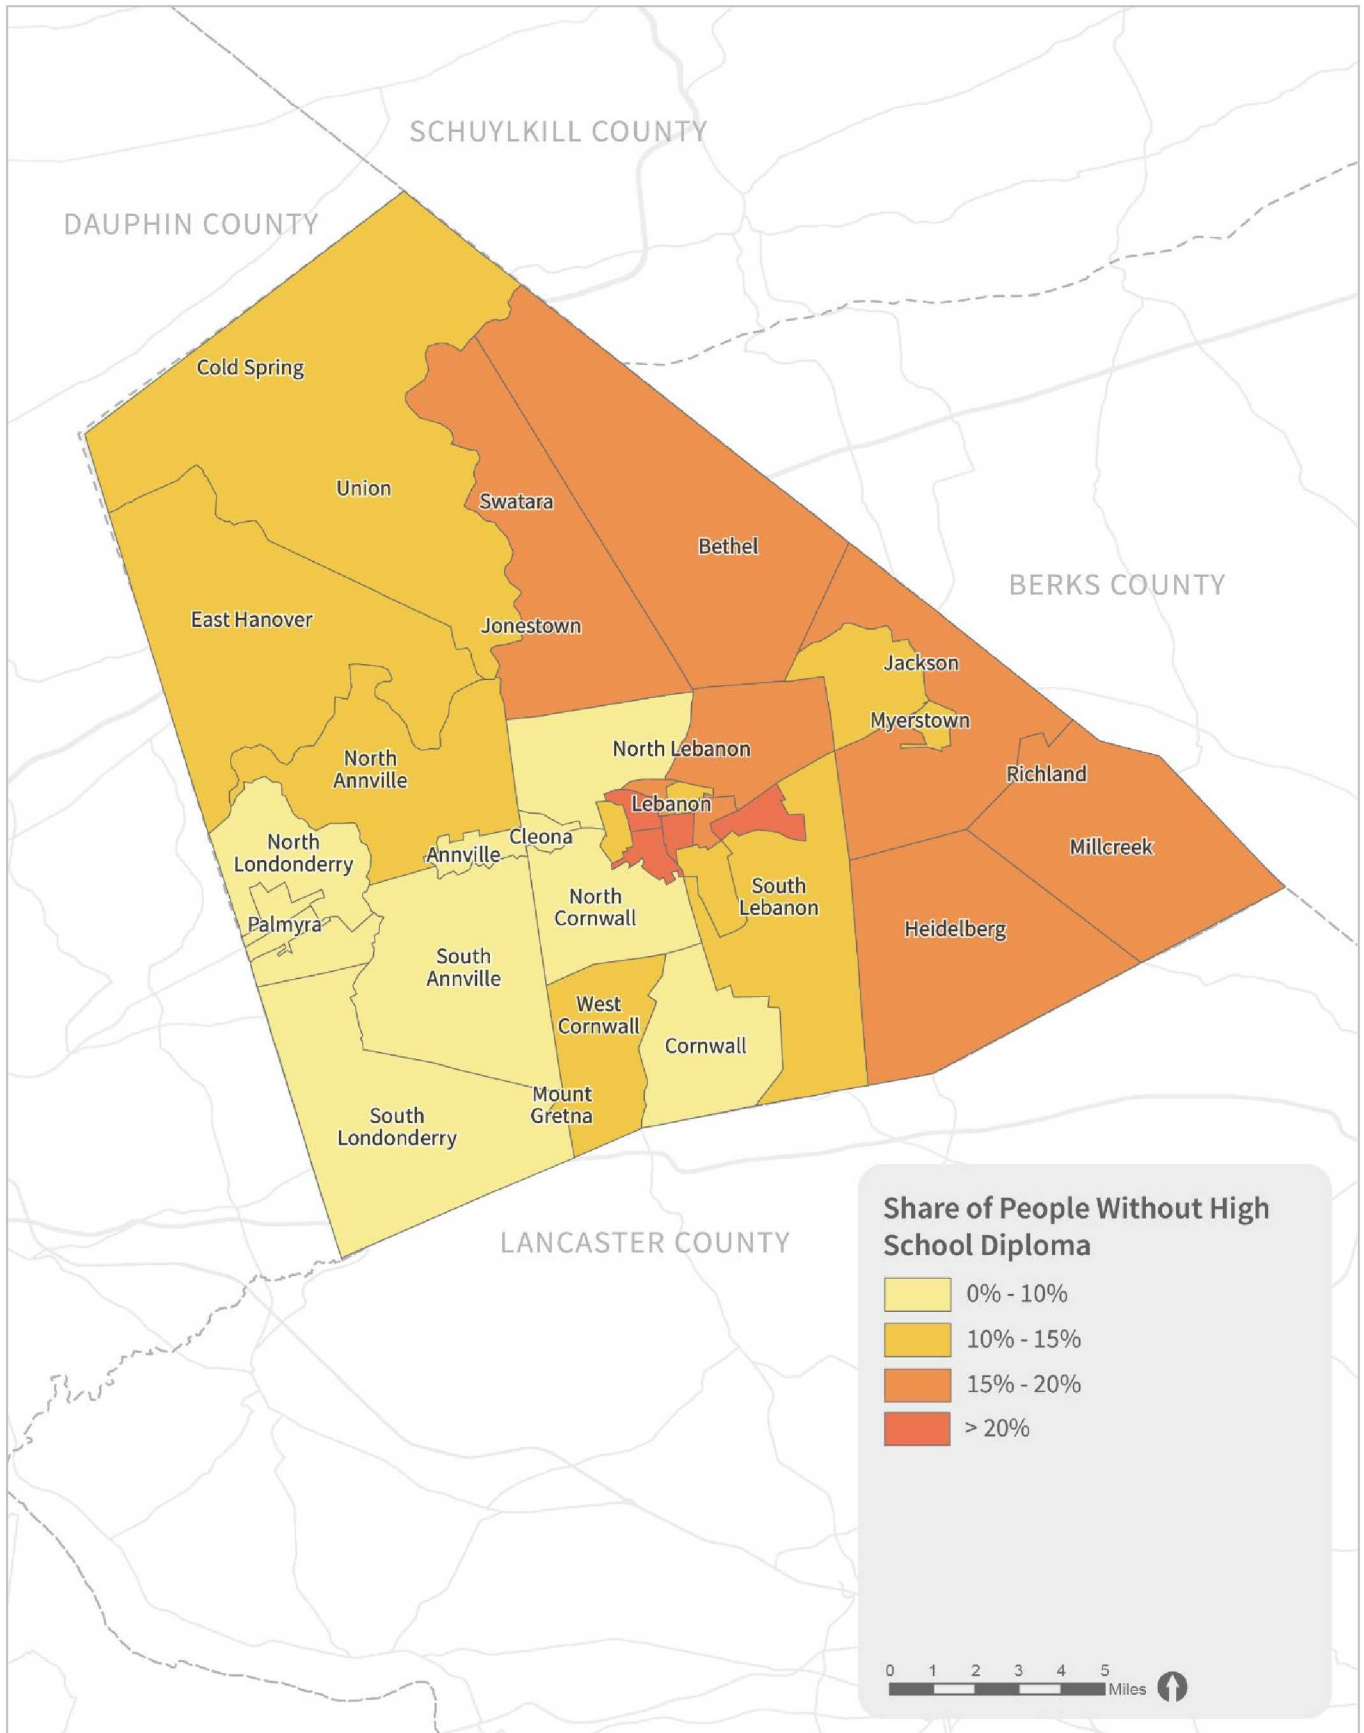 SCHUYLKILL COUNTY
DAUPHIN COUNTY
Cold Spring
Union
Swatara
Bethel
BERKS COUNTY
East Hanover
Jonestown
Jackson
Myerstown
North Lebanon
North
Annville
Richland
Lebanon
Cleona
North
Londonderry
Annville
Millcreek
South
Lebanon
North
Cornwall
Palmyra
Heidelberg
South
Annville
West
Cornwall
Cornwall
Mount
Gretna
South
Londonderry
LANCASTER COUNTY
Share of People Without High
School Diploma
0% - 10%
10% - 15%
15% - 20%
> 20%
0 1 2 3 4 5
Miles